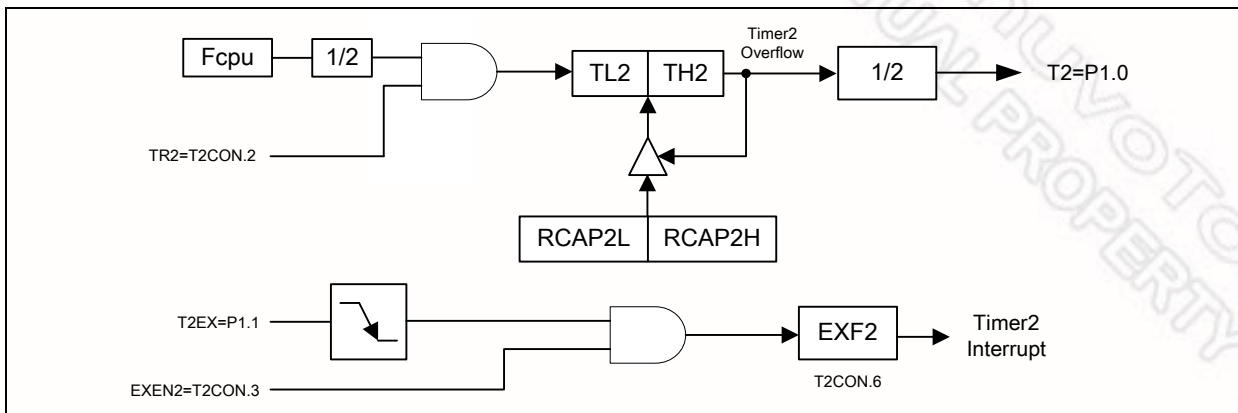 Fcpu
1/2
TL2
TH2
Timer2
Overflow
1/2
T2=P1.0
TR2=T2CON.2
RCAP2L
RCAP2H
T2EX=P1.1
EXEN2=T2CON.3
EXF2
T2CON.6
Timer2
Interrupt
PROPERTY